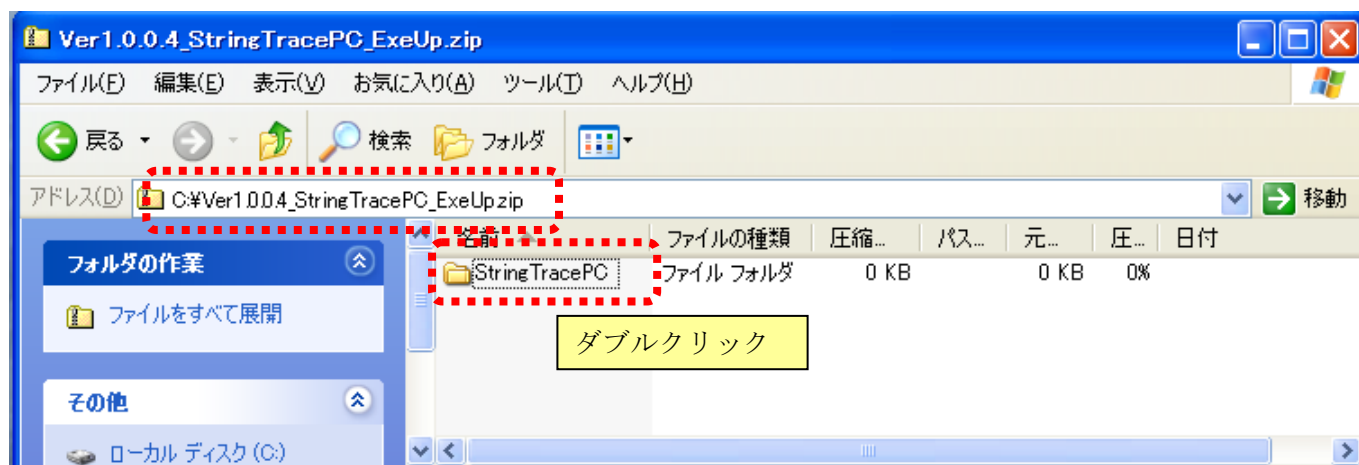 Ver1.0.0.4_StringTracePC_ExeUp.zip
ファイル(F) 編集(E) 表示(V) お気に入り(A) ツール(T) ヘルプ(H)
戻る 検索 フォルダ
アドレス(D) C:¥Ver1.0.0.4_StringTracePC_ExeUp.zip 移動
名前 ファイルの種類 圧縮... パス... 元... 圧... 日付
フォルダの作業
StringTracePC ファイル フォルダ 0 KB 0 KB 0%
ファイルをすべて展開
ダブルクリック
その他
ローカル ディスク (C:)